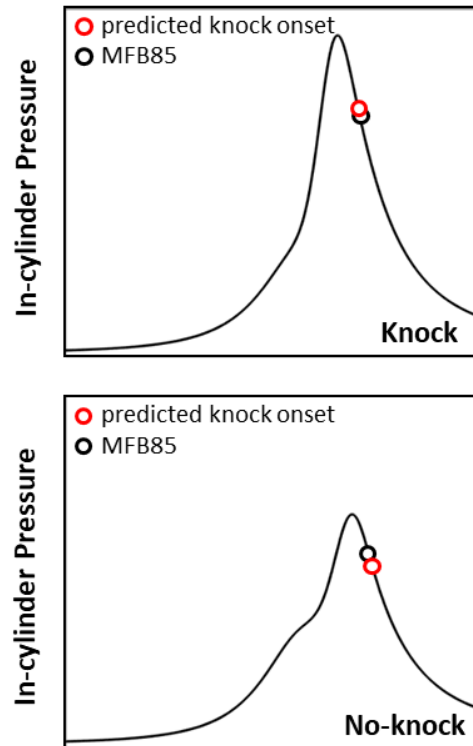 predicted knock onset
MFB85
In-cylinder Pressure
Knock
predicted knock onset
MFB85
In-cylinder Pressure
No-knock